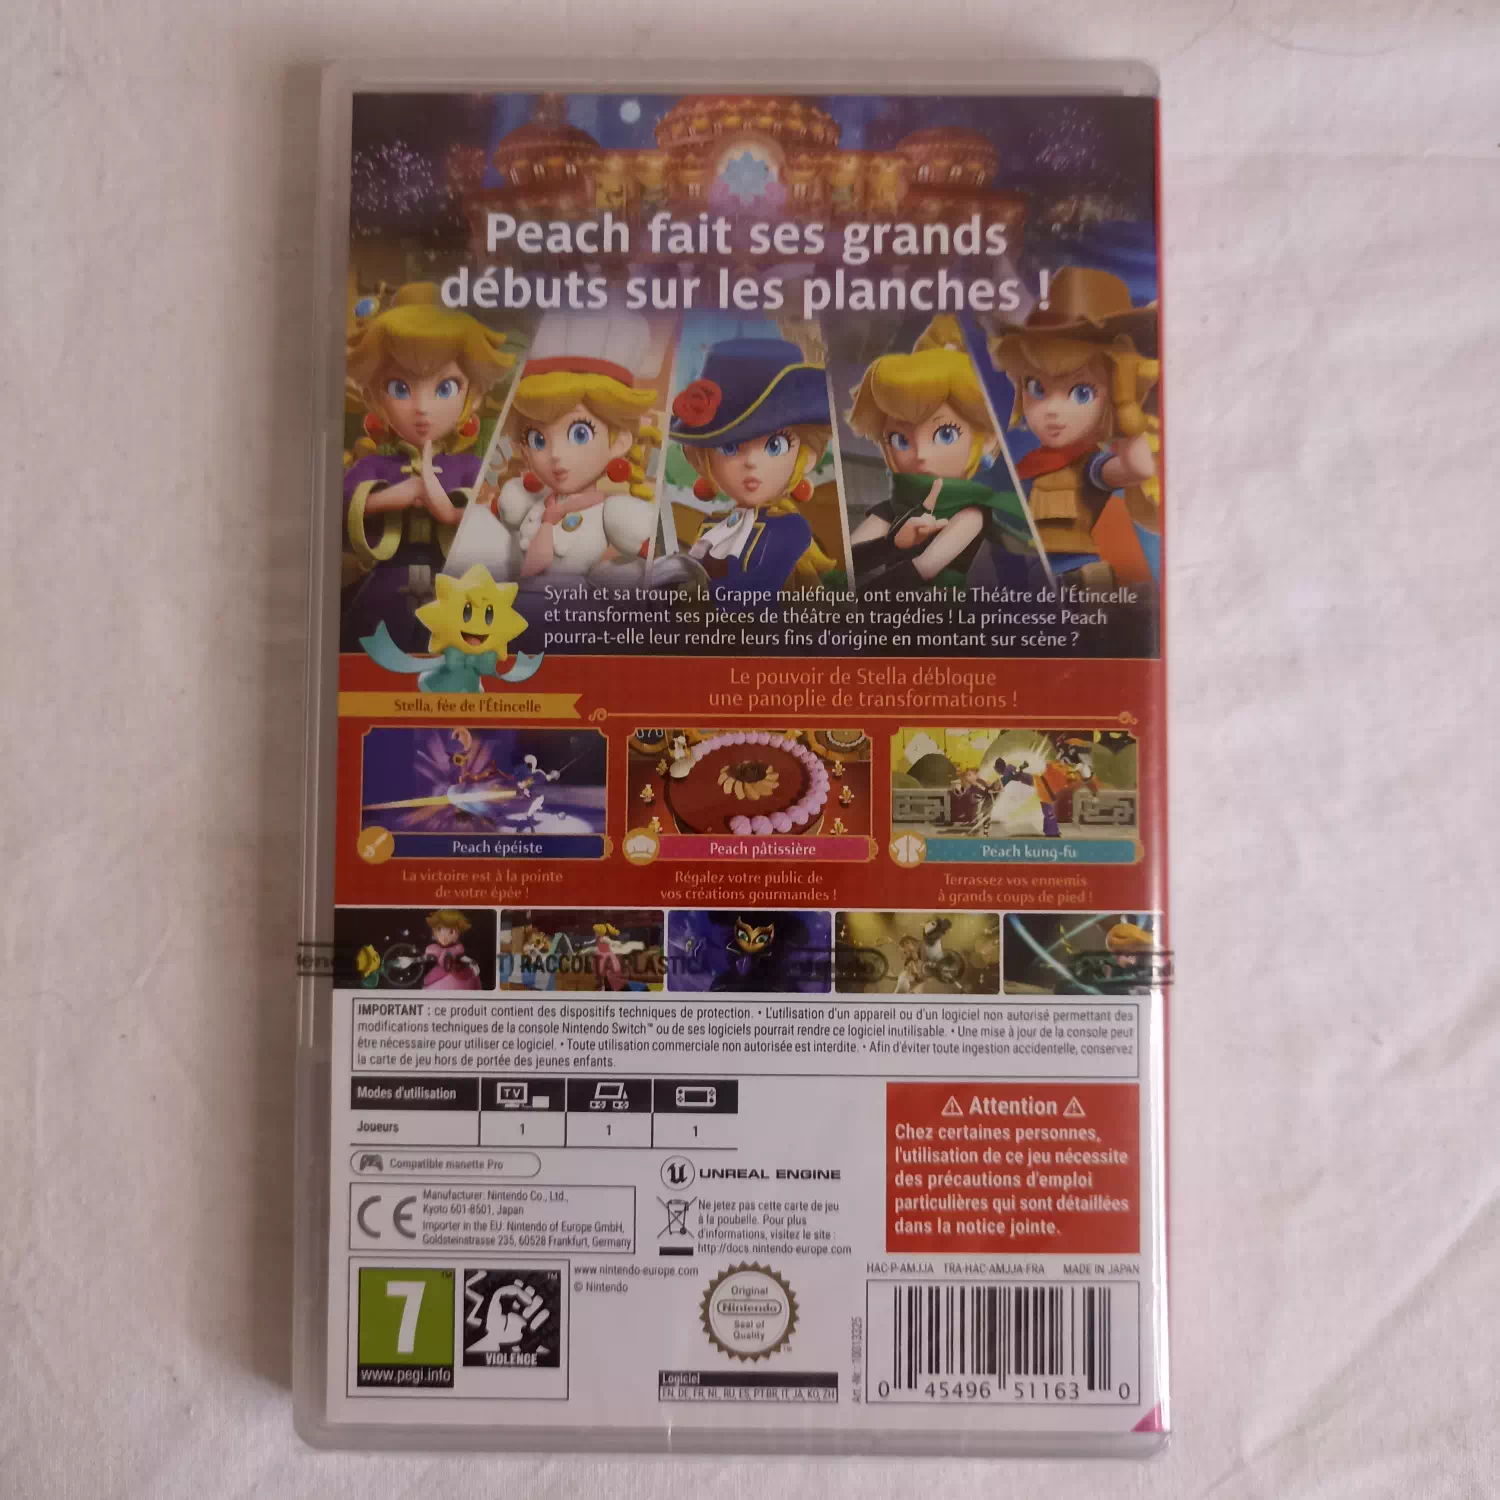 Peach fait ses grands
débuts sur les planches !
Syrah et sa troupe, la Grappe maléfique, ont envahi le Théâtre de l'Étincelle
et transforment ses pièces de théâtre en tragédies ! La princesse Peach
pourra-t-elle leur rendre leurs fins d'origine en montant sur scène ?
Le pouvoir de Stella débloque
une panoplie de transformations !
Stella, fée de l'Étincelle
Peach épéiste
La victoire est à la pointe
de votre épée !
Peach pâtissière
Régalez votre public de
vos créations gourmandes !
Peach kung-fu
Terrassez vos ennemis
à grands coups de pied !
RACCOLTA PLASTICA
IMPORTANT : ce produit contient des dispositifs techniques de protection. • L'utilisation d'un appareil ou d'un logiciel non autorisé permettant des
modifications techniques de la console Nintendo Switch™ ou de ses logiciels pourrait rendre ce logiciel inutilisable. • Une mise à jour de la console peut
être nécessaire pour utiliser ce logiciel. • Toute utilisation commerciale non autorisée est interdite. • Afin d'éviter toute ingestion accidentelle, conservez
la carte de jeu hors de portée des jeunes enfants.
Modes d'utilisation
TV
Joueurs
1
1
1
Compatible manette Pro
UNREAL ENGINE
CE
Manufacturer: Nintendo Co., Ltd.,
Kyoto 601-8501, Japan
Importer in the EU: Nintendo of Europe GmbH,
Goldsteinstrasse 235, 60528 Frankfurt, Germany
Ne jetez pas cette carte de jeu
à la poubelle. Pour plus
d'informations, visitez le site :
http://docs.nintendo-europe.com
Attention
Chez certaines personnes,
l'utilisation de ce jeu nécessite
des précautions d'emploi
particulières qui sont détaillées
dans la notice jointe.
7
www.pegi.info
VIOLENCE
www.nintendo-europe.com
© Nintendo
Original
Nintendo
Seal of
Quality
Logiciel
EN, DE, FR, NL, RU, ES, PT-BR, IT, JA, KO, ZH
HAC-P-AMJJA TRA-HAC-AMJJA-FRA MADE IN JAPAN
Art.-Nr.: 10013325
0 45496 51163 0